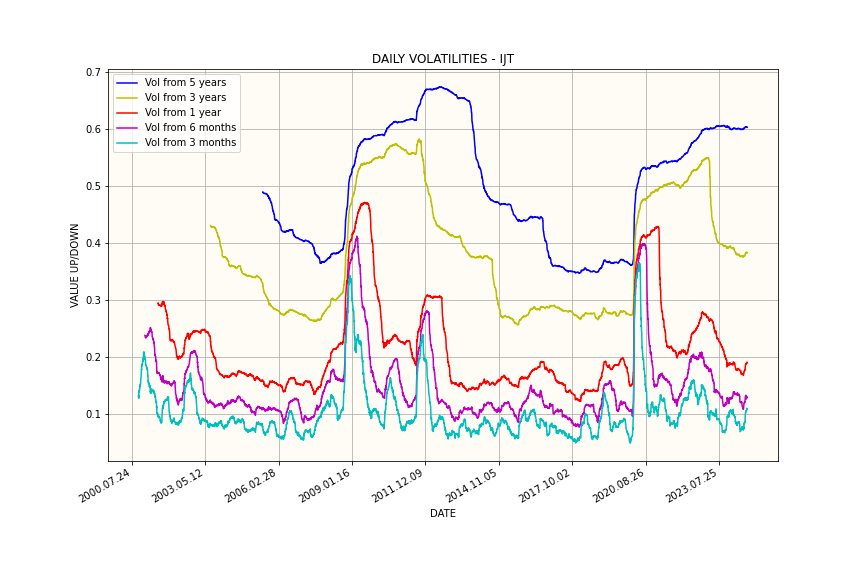 DAILY VOLATILITIES - IJT
Vol from 5 years
Vol from 3 years
Vol from 1 year
Vol from 6 months
Vol from 3 months
VALUE UP/DOWN
0.7
0.6
0.5
0.4
0.3
0.2
0.1
2000.07.24
2003.05.12
2006.02.28
2009.01.16
2011.12.09
2014.11.05
2017.10.02
2020.08.26
2023.07.25
DATE